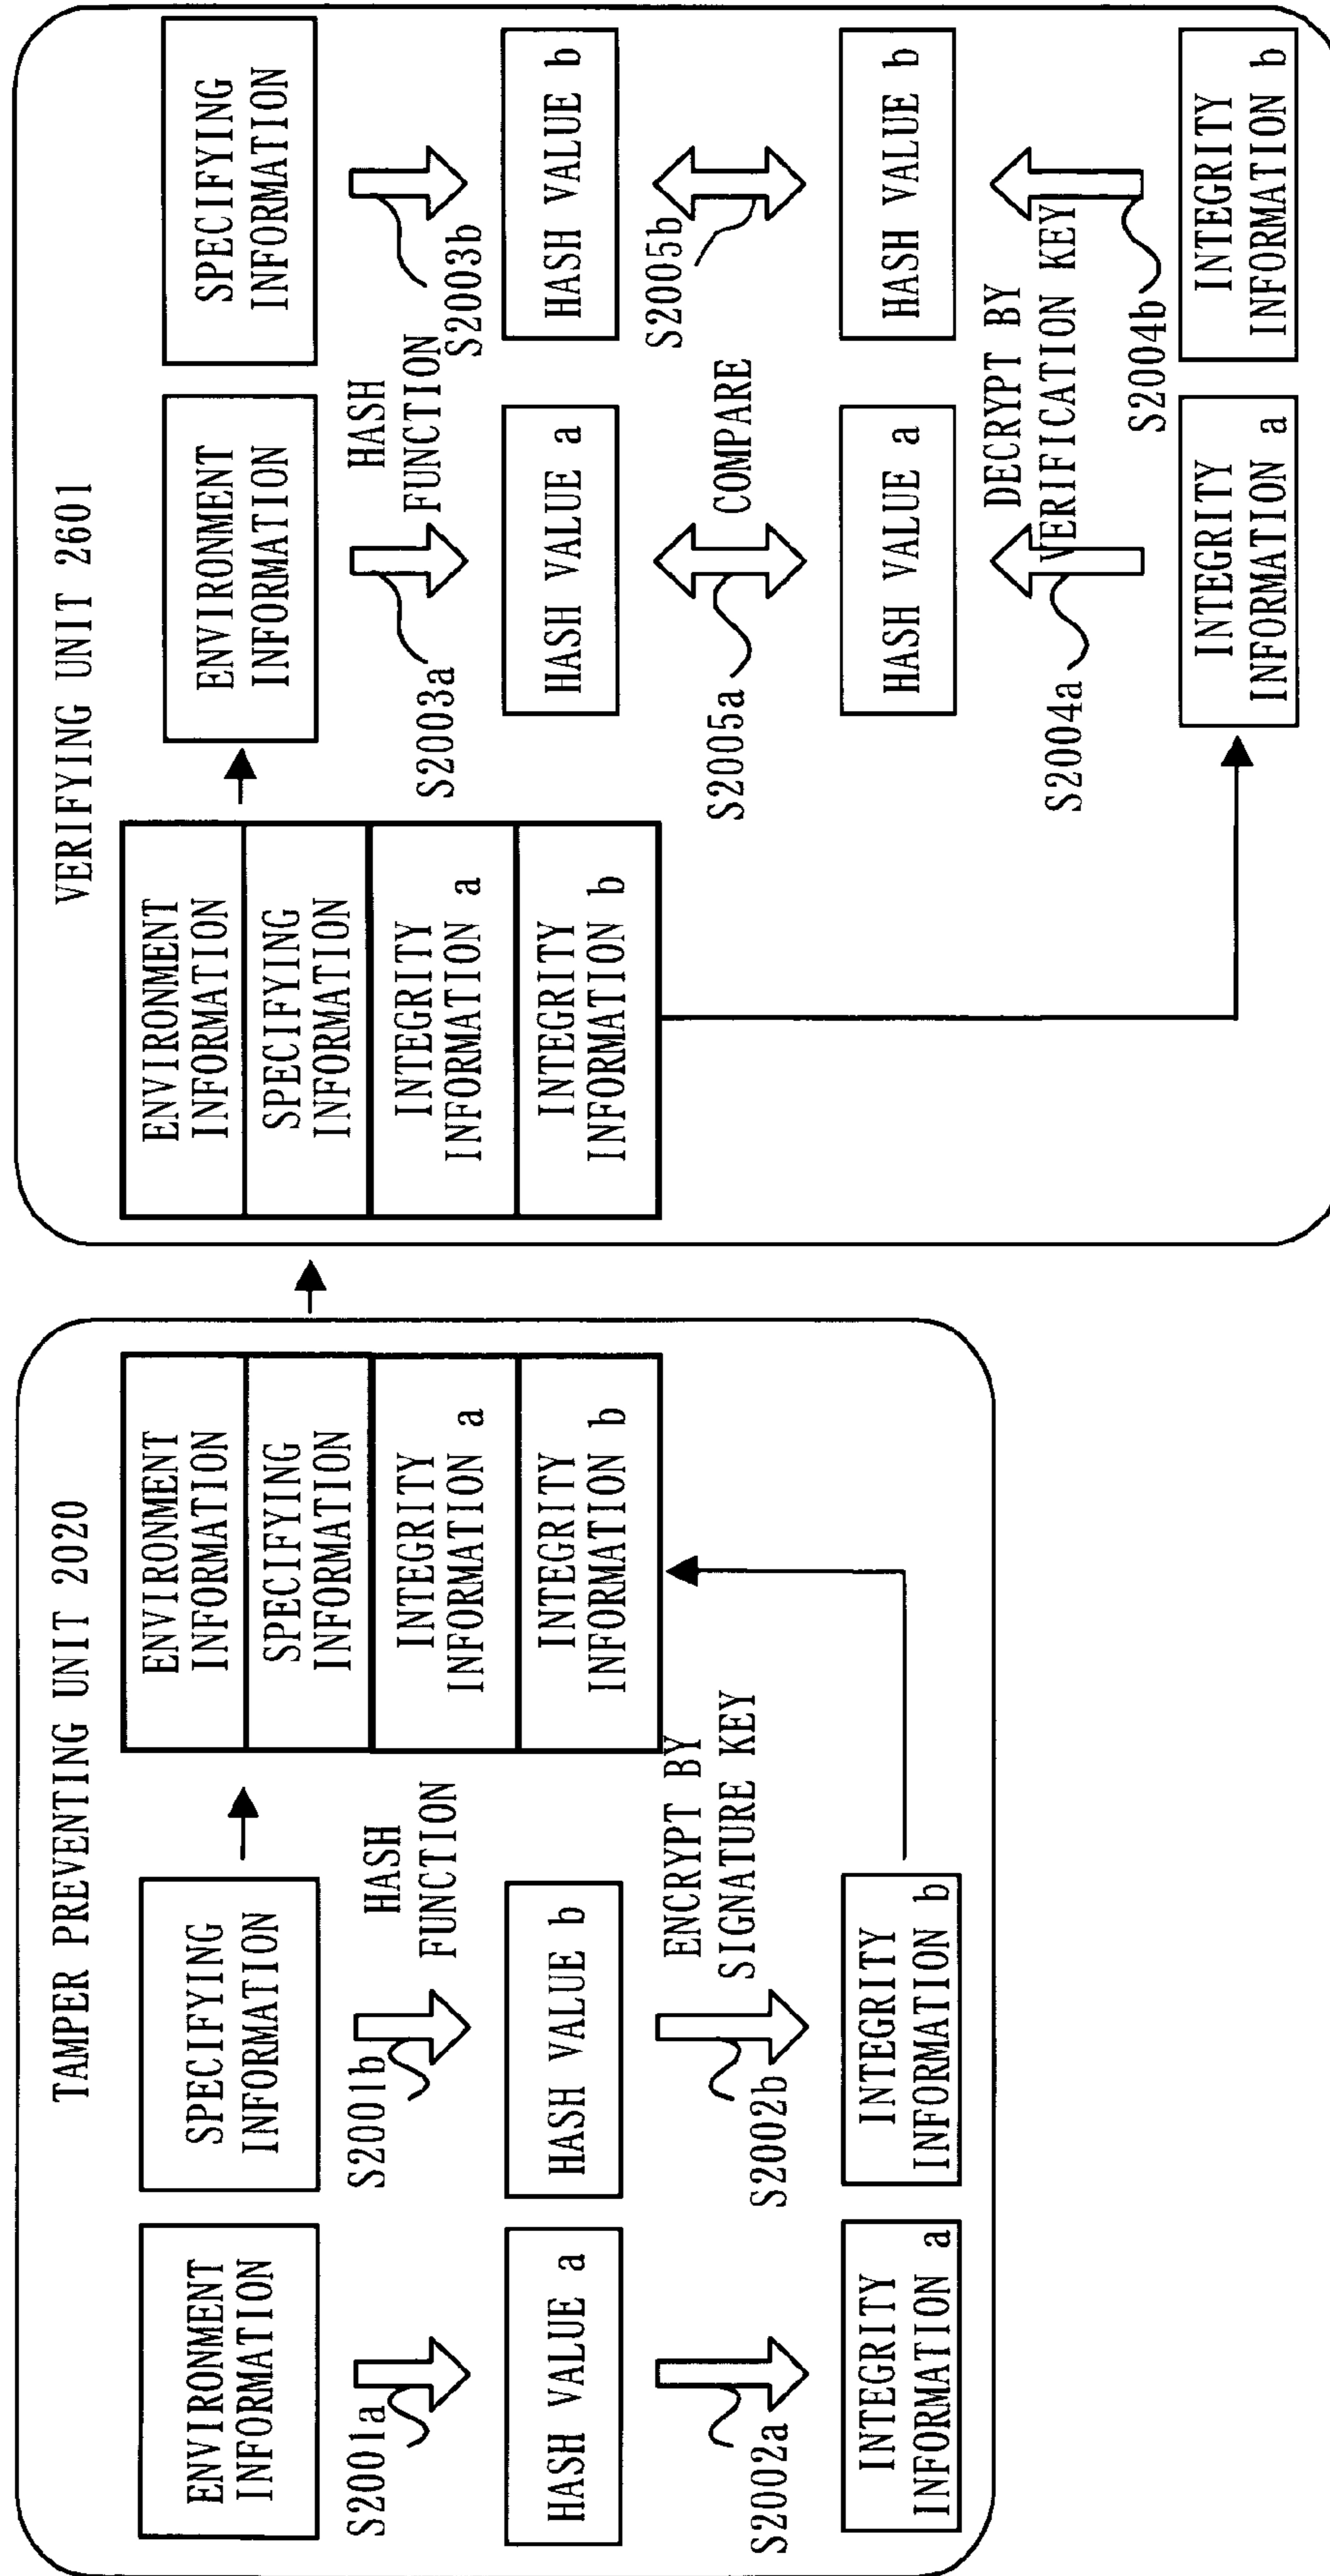 TAMPER PREVENTING UNIT 2020
ENVIRONMENT
INFORMATION
SPECIFYING
INFORMATION
S2001a
S2001b
HASH
FUNCTION
HASH VALUE a
HASH VALUE b
S2002a
S2002b
ENCRYPT BY
SIGNATURE KEY
INTEGRITY
INFORMATION a
INTEGRITY
INFORMATION b
ENVIRONMENT
INFORMATION
SPECIFYING
INFORMATION
INTEGRITY
INFORMATION a
INTEGRITY
INFORMATION b
VERIFYING UNIT 2601
ENVIRONMENT
INFORMATION
SPECIFYING
INFORMATION
INTEGRITY
INFORMATION a
INTEGRITY
INFORMATION b
ENVIRONMENT
INFORMATION
SPECIFYING
INFORMATION
S2003a
HASH
FUNCTION
S2003b
HASH VALUE a
HASH VALUE b
S2005a
COMPARE
S2005b
HASH VALUE a
HASH VALUE b
S2004a
DECRYPT BY
VERIFICATION KEY
S2004b
INTEGRITY
INFORMATION a
INTEGRITY
INFORMATION b